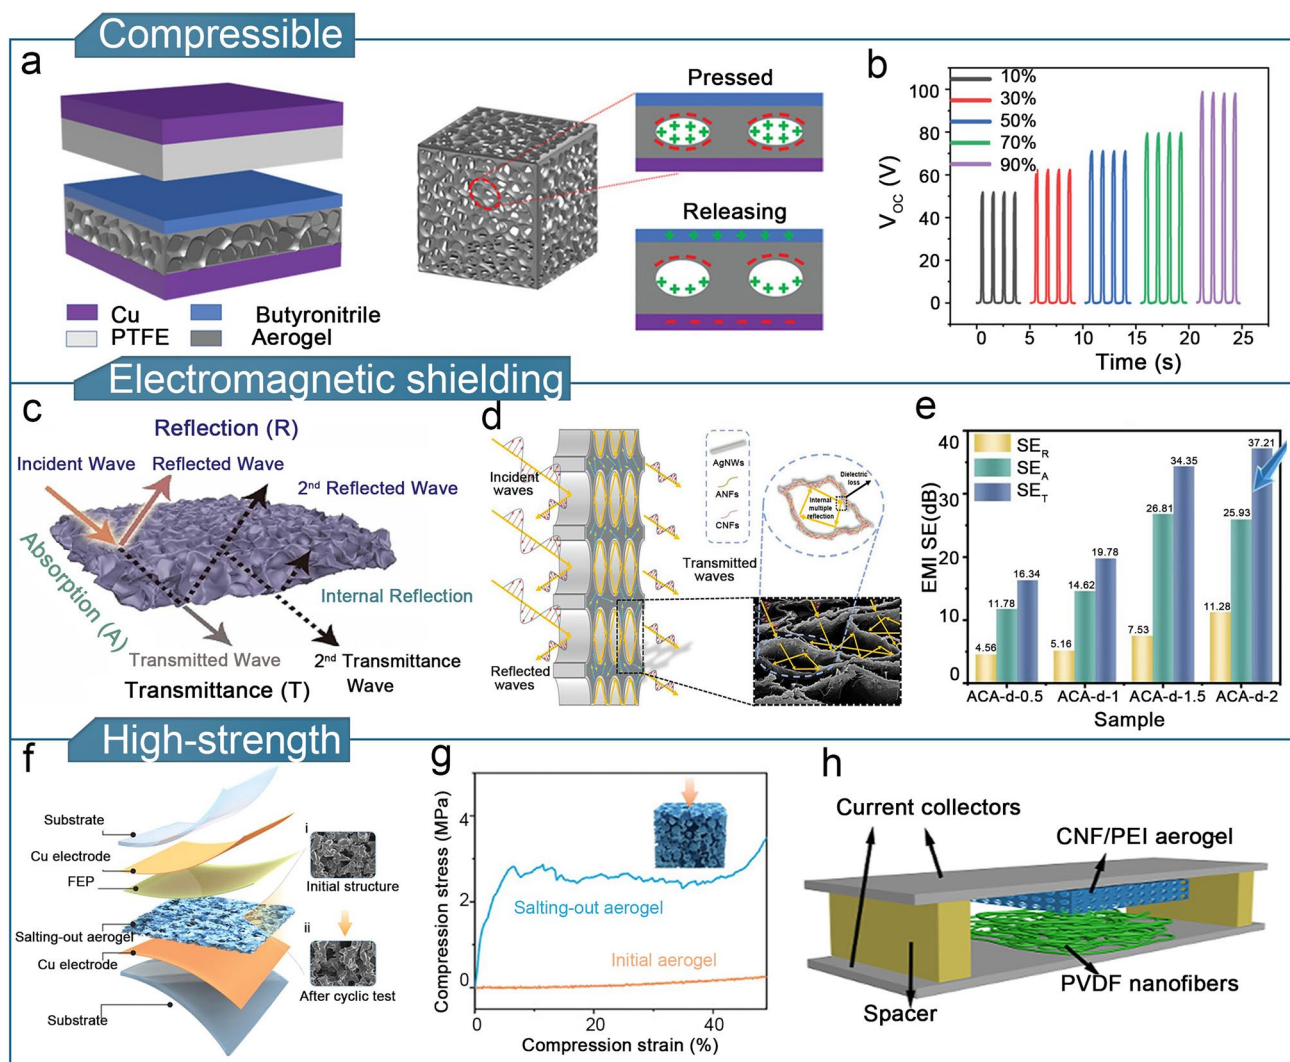 Compressible
a
Pressed
Releasing
Cu
Butyronitrile
PTFE
Aerogel
b
10%
30%
50%
70%
90%
100
80
60
40
20
0
V_OC (V)
0 5 10 15 20 25
Time (s)
Electromagnetic shielding
c
Reflection (R)
Incident Wave
Reflected Wave
2nd Reflected Wave
Absorption (A)
Internal Reflection
Transmitted Wave
2nd Transmittance
Wave
Transmittance (T)
d
Incident
waves
Reflected
waves
AgNWs
ANFs
CNFs
Transmitted
waves
Dielectric
loss
Internal
multiple
reflection
e
SE_R
SE_A
SE_T
40
30
20
10
0
EMI SE(dB)
4.56
11.78
16.34
5.16
14.62
19.78
7.53
26.81
34.35
11.28
25.93
37.21
ACA-d-0.5 ACA-d-1 ACA-d-1.5 ACA-d-2
Sample
High-strength
f
Substrate
Cu electrode
FEP
Salting-out aerogel
Cu electrode
Substrate
i
Initial structure
ii
After cyclic test
g
4
2
0
Compression stress (MPa)
Salting-out aerogel
Initial aerogel
0 20 40
Compression strain (%)
h
Current collectors
CNF/PEI aerogel
PVDF nanofibers
Spacer